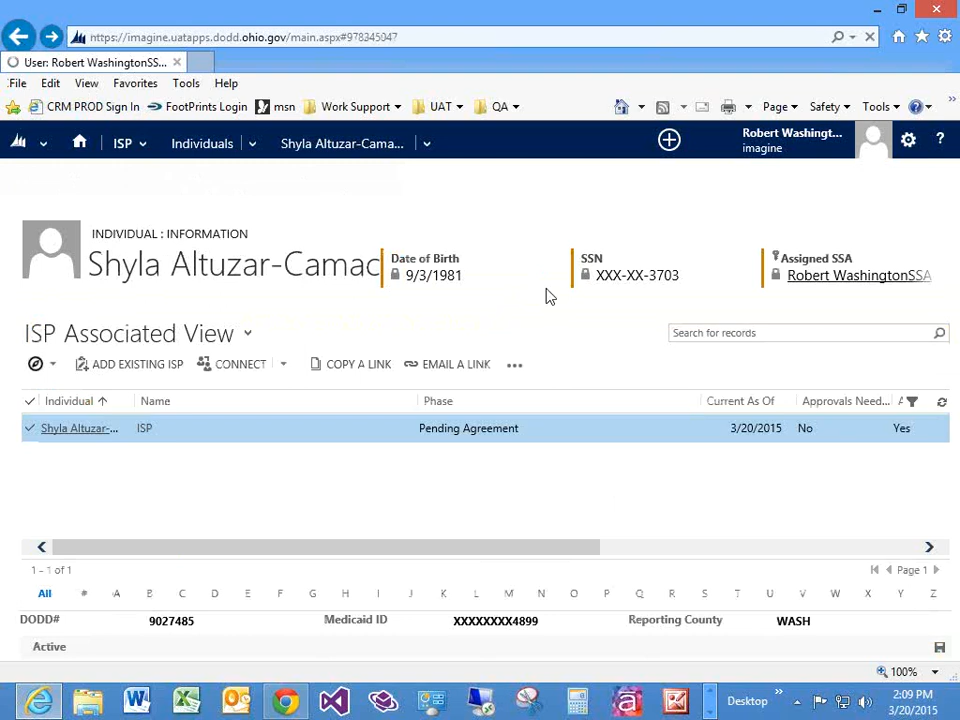 https://imagine.uatapps.dodd.ohio.gov/main.aspx#978345047
User: Robert WashingtonSS...
File Edit View Favorites Tools Help
CRM PROD Sign In FootPrints Login msn Work Support UAT QA Page Safety Tools
ISP Individuals Shyla Altuzar-Cama... Robert Washingt... ?
imagine
INDIVIDUAL : INFORMATION
Shyla Altuzar-Camac
Date of Birth SSN Assigned SSA
9/3/1981 XXX-XX-3703 Robert WashingtonSSA
ISP Associated View Search for records
ADD EXISTING ISP CONNECT COPY A LINK EMAIL A LINK ...
Individual Name Phase Current As Of Approvals Need... A
Shyla Altuzar-... ISP Pending Agreement 3/20/2015 No Yes
1 - 1 of 1 Page 1
All # A B C D E F G H I J K L M N O P Q R S T U V W X Y Z
DODD# 9027485 Medicaid ID XXXXXXXX4899 Reporting County WASH
Active
100%
Desktop 2:09 PM
3/20/2015